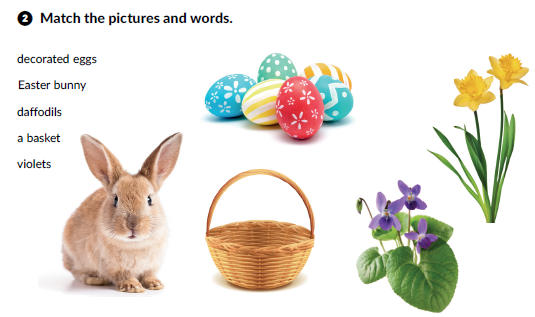 2 Match the pictures and words.
decorated eggs
Easter bunny
daffodils
a basket
violets